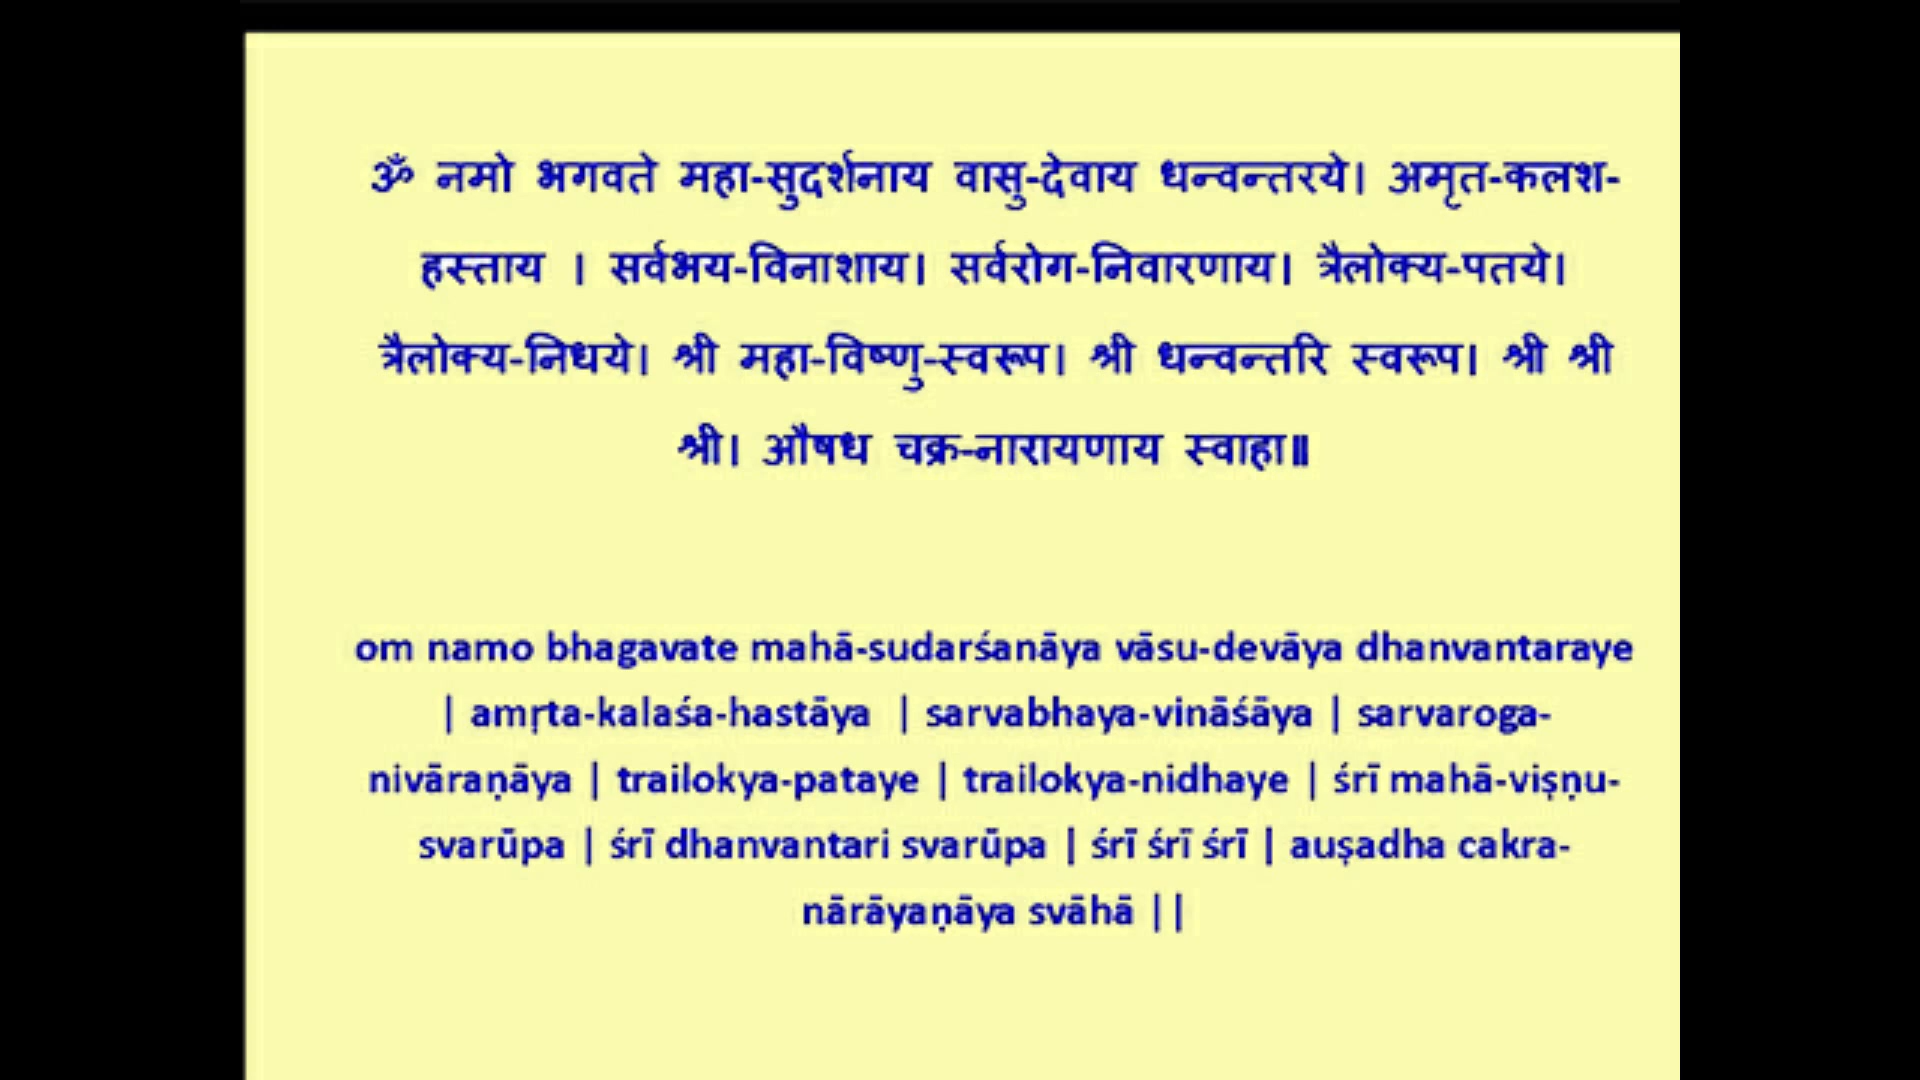 ॐ नमो भगवते महा-सुदर्शनाय वासु-देवाय धन्वन्तरये। अमृत-कलश-
हस्ताय । सर्वभय-विनाशाय। सर्वरोग-निवारणाय। त्रैलोक्य-पतये।
त्रैलोक्य-निधये। श्री महा-विष्णु-स्वरूप। श्री धन्वन्तरि स्वरूप। श्री श्री
श्री। औषध चक्र-नारायणाय स्वाहा॥
om namo bhagavate mahā-sudarśanāya vāsu-devāya dhanvantaraye
| amṛta-kalaśa-hastāya | sarvabhaya-vināśāya | sarvaroga-
nivāraṇāya | trailokya-pataye | trailokya-nidhaye | śrī mahā-viṣṇu-
svarūpa | śrī dhanvantari svarūpa | śrī śrī śrī | auṣadha cakra-
nārāyaṇāya svāhā ||